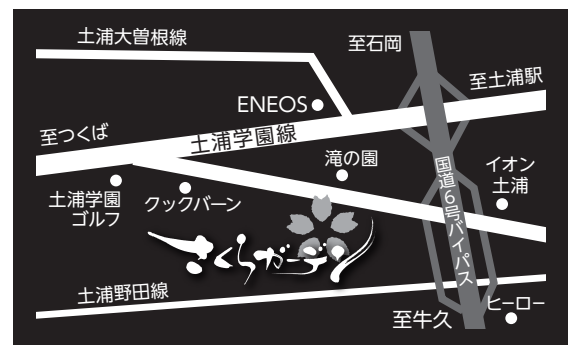 土浦大曽根線
至石岡
至土浦駅
ENEOS
至つくば
土浦学園線
滝の園
国道6号バイパス
イオン
土浦
土浦学園
ゴルフ
クックバーン
さくらガーデン
土浦野田線
至牛久
ヒーロー